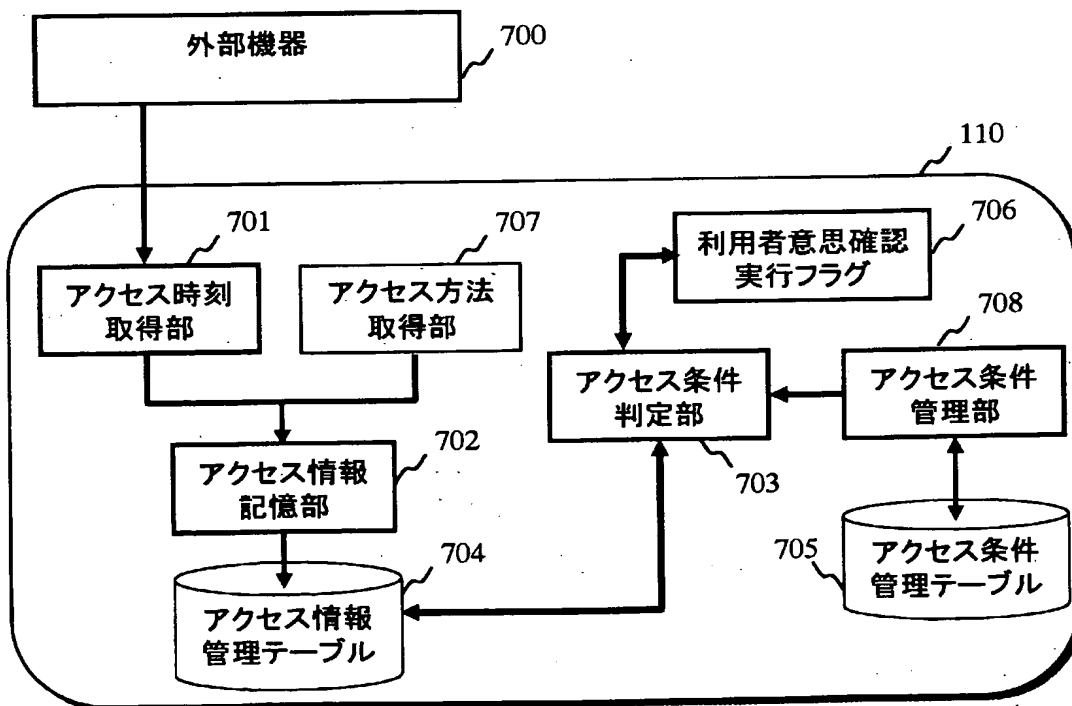 外部機器
700
110
701
アクセス時刻
取得部
707
アクセス方法
取得部
706
利用者意思確認
実行フラグ
708
アクセス条件
判定部
703
アクセス条件
管理部
702
アクセス情報
記憶部
704
アクセス情報
管理テーブル
705
アクセス条件
管理テーブル